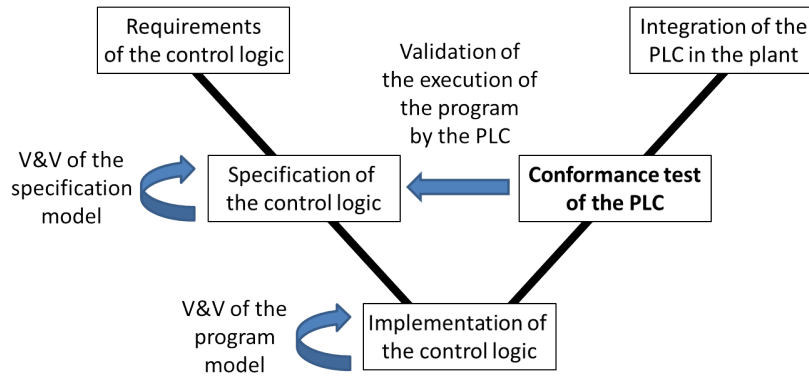 Requirements
of the control logic
Integration of the
PLC in the plant
Validation of
the execution of
the program
by the PLC
V&V of the
specification
model
Specification of
the control logic
Conformance test
of the PLC
V&V of the
program
model
Implementation of
the control logic